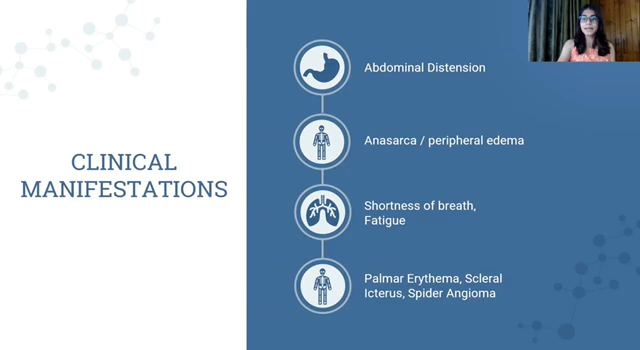 CLINICAL
MANIFESTATIONS
Abdominal Distension
Anasarca / peripheral edema
Shortness of breath,
Fatigue
Palmar Erythema, Scleral
Icterus, Spider Angioma